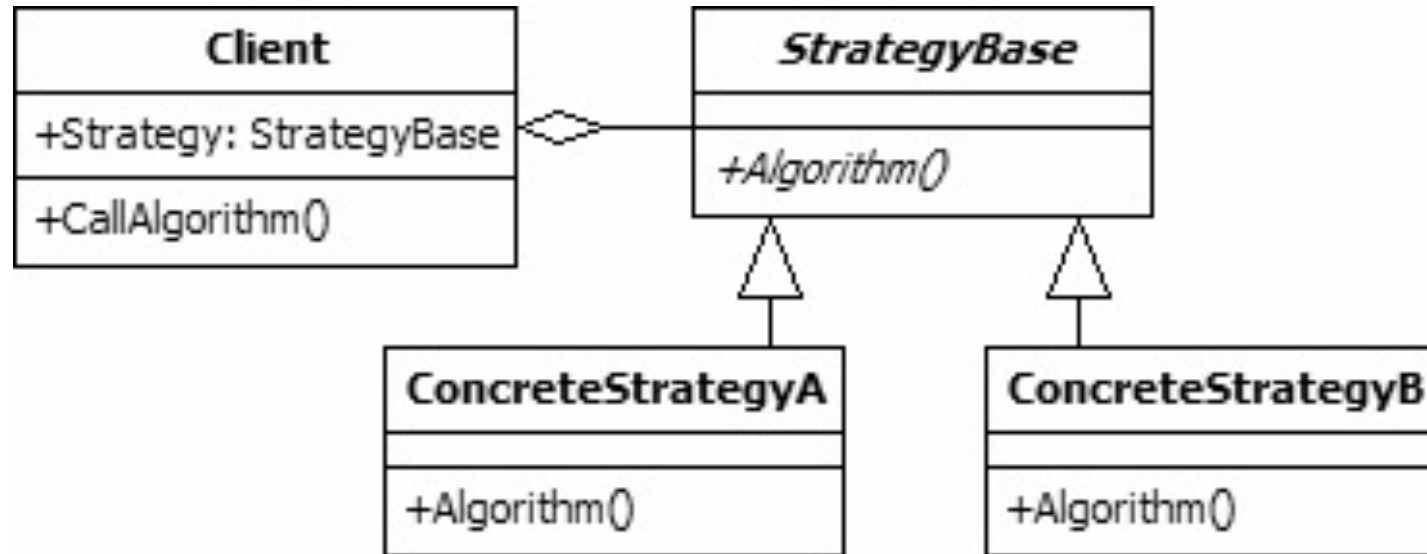 Client
+Strategy: StrategyBase
+CallAlgorithm()
StrategyBase
+Algorithm()
ConcreteStrategyA
+Algorithm()
ConcreteStrategyB
+Algorithm()